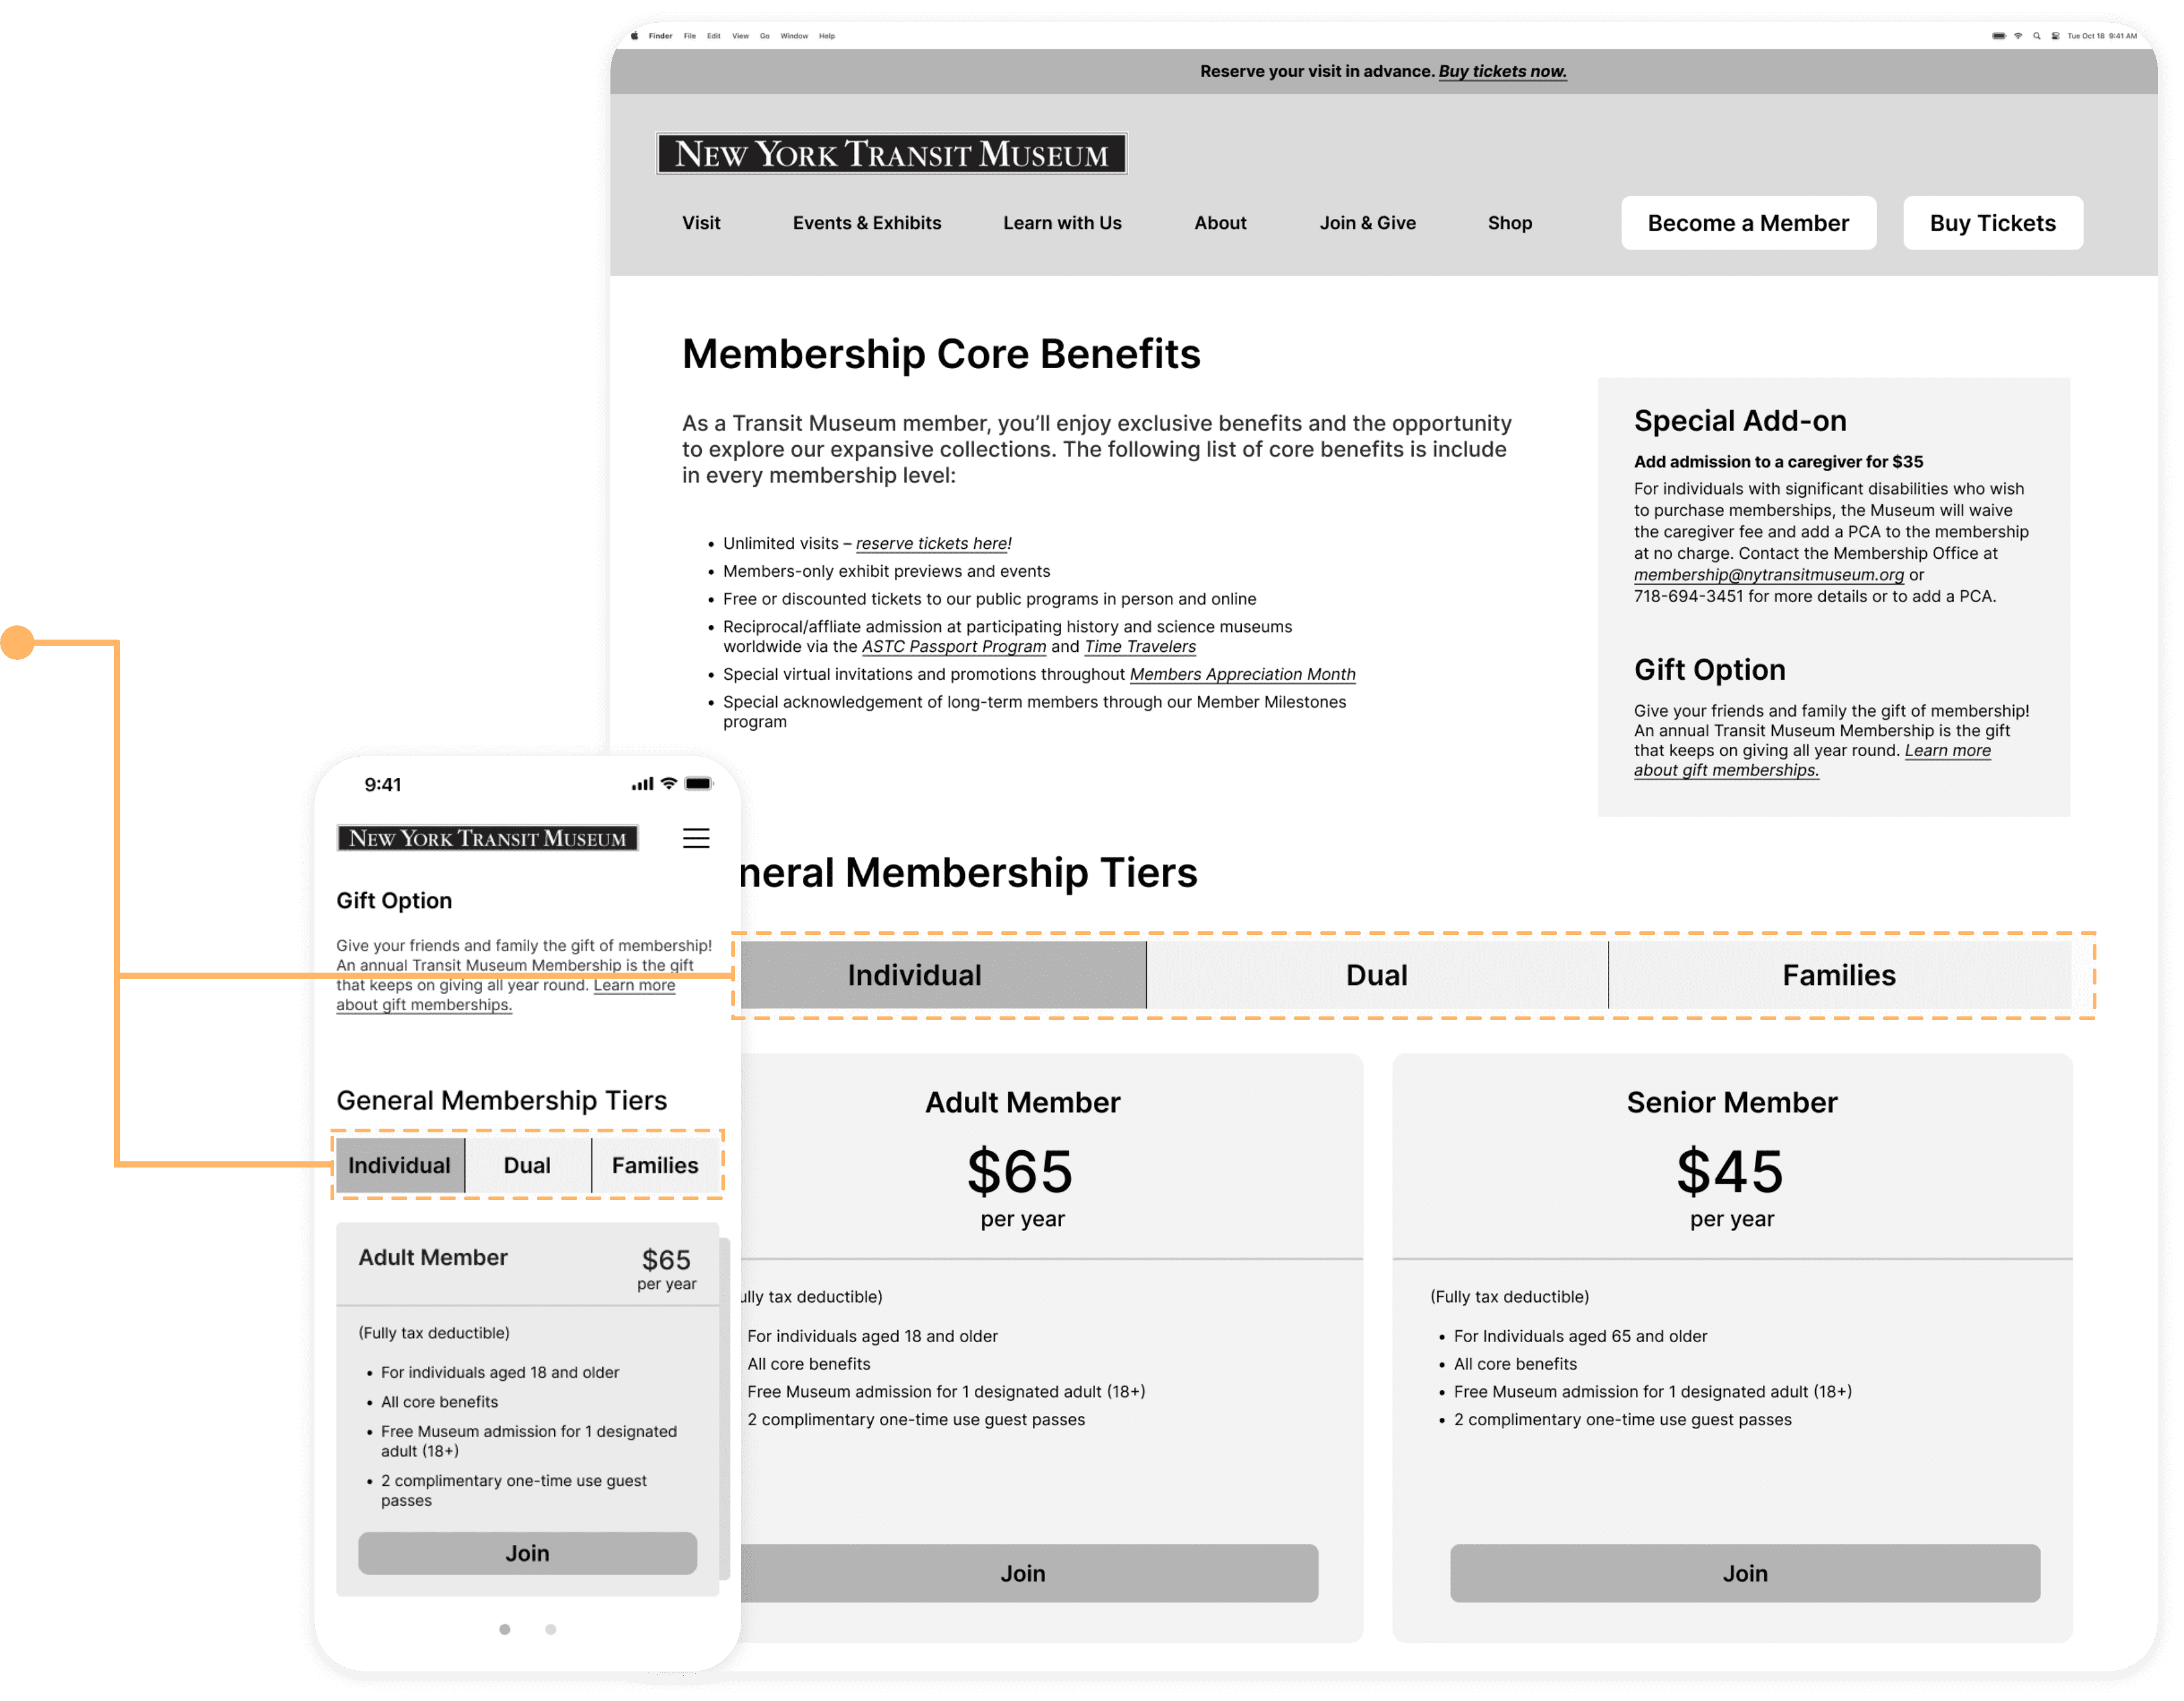 Finder File Edit View Go Window Help
Tue Oct 18 9:41 AM
Reserve your visit in advance. Buy tickets now.
NEW YORK TRANSIT MUSEUM
Visit
Events & Exhibits
Learn with Us
About
Join & Give
Shop
Become a Member
Buy Tickets
Membership Core Benefits
As a Transit Museum member, you’ll enjoy exclusive benefits and the opportunity
to explore our expansive collections. The following list of core benefits is include
in every membership level:
• Unlimited visits – reserve tickets here!
• Members-only exhibit previews and events
• Free or discounted tickets to our public programs in person and online
• Reciprocal/affliate admission at participating history and science museums
worldwide via the ASTC Passport Program and Time Travelers
• Special virtual invitations and promotions throughout Members Appreciation Month
• Special acknowledgement of long-term members through our Member Milestones
program
Special Add-on
Add admission to a caregiver for $35
For individuals with significant disabilities who wish
to purchase memberships, the Museum will waive
the caregiver fee and add a PCA to the membership
at no charge. Contact the Membership Office at
membership@nytransitmuseum.org or
718-694-3451 for more details or to add a PCA.
Gift Option
Give your friends and family the gift of membership!
An annual Transit Museum Membership is the gift
that keeps on giving all year round. Learn more
about gift memberships.
neral Membership Tiers
Individual
Dual
Families
Adult Member
$65
per year
ully tax deductible)
For individuals aged 18 and older
All core benefits
Free Museum admission for 1 designated adult (18+)
2 complimentary one-time use guest passes
Join
Senior Member
$45
per year
(Fully tax deductible)
• For Individuals aged 65 and older
• All core benefits
• Free Museum admission for 1 designated adult (18+)
• 2 complimentary one-time use guest passes
Join
9:41
NEW YORK TRANSIT MUSEUM
Gift Option
Give your friends and family the gift of membership!
An annual Transit Museum Membership is the gift
that keeps on giving all year round. Learn more
about gift memberships.
General Membership Tiers
Individual
Dual
Families
Adult Member
$65
per year
(Fully tax deductible)
• For individuals aged 18 and older
• All core benefits
• Free Museum admission for 1 designated
adult (18+)
• 2 complimentary one-time use guest
passes
Join